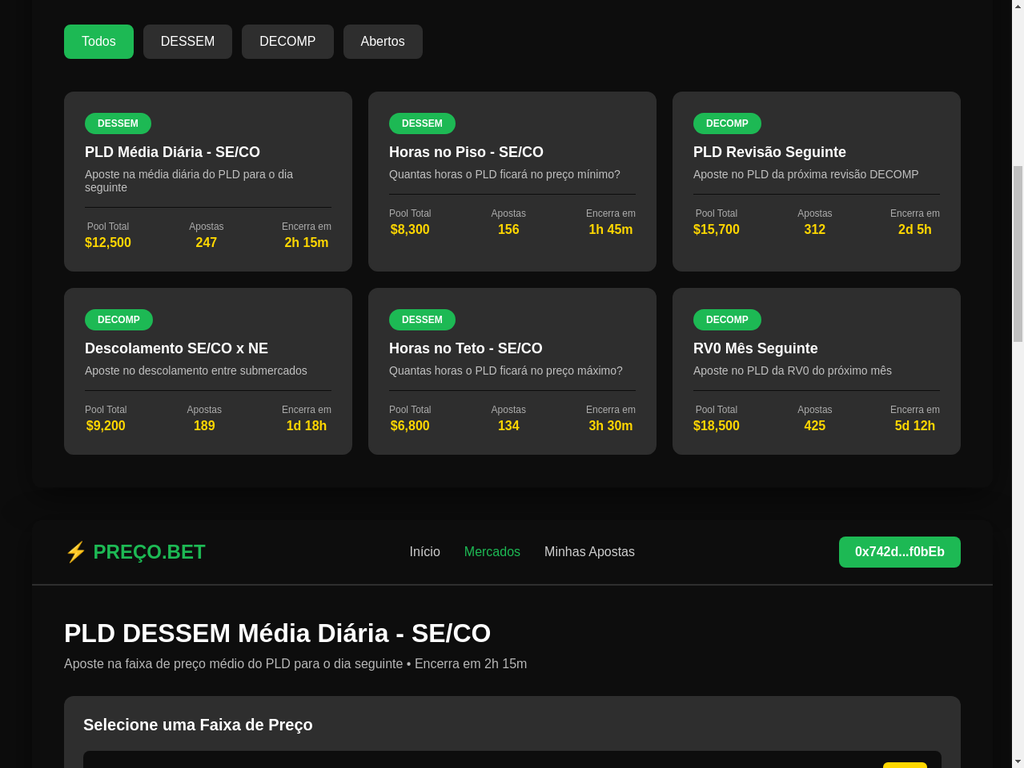 Todos DESSEM DECOMP Abertos
DESSEM
PLD Média Diária - SE/CO
Aposte na média diária do PLD para o dia
seguinte
Pool Total Apostas Encerra em
$12,500 247 2h 15m
DESSEM
Horas no Piso - SE/CO
Quantas horas o PLD ficará no preço mínimo?
Pool Total Apostas Encerra em
$8,300 156 1h 45m
DECOMP
PLD Revisão Seguinte
Aposte no PLD da próxima revisão DECOMP
Pool Total Apostas Encerra em
$15,700 312 2d 5h
DECOMP
Descolamento SE/CO x NE
Aposte no descolamento entre submercados
Pool Total Apostas Encerra em
$9,200 189 1d 18h
DESSEM
Horas no Teto - SE/CO
Quantas horas o PLD ficará no preço máximo?
Pool Total Apostas Encerra em
$6,800 134 3h 30m
DECOMP
RV0 Mês Seguinte
Aposte no PLD da RV0 do próximo mês
Pool Total Apostas Encerra em
$18,500 425 5d 12h
⚡ PREÇO.BET Início Mercados Minhas Apostas 0x742d...f0bEb
PLD DESSEM Média Diária - SE/CO
Aposte na faixa de preço médio do PLD para o dia seguinte • Encerra em 2h 15m
Selecione uma Faixa de Preço